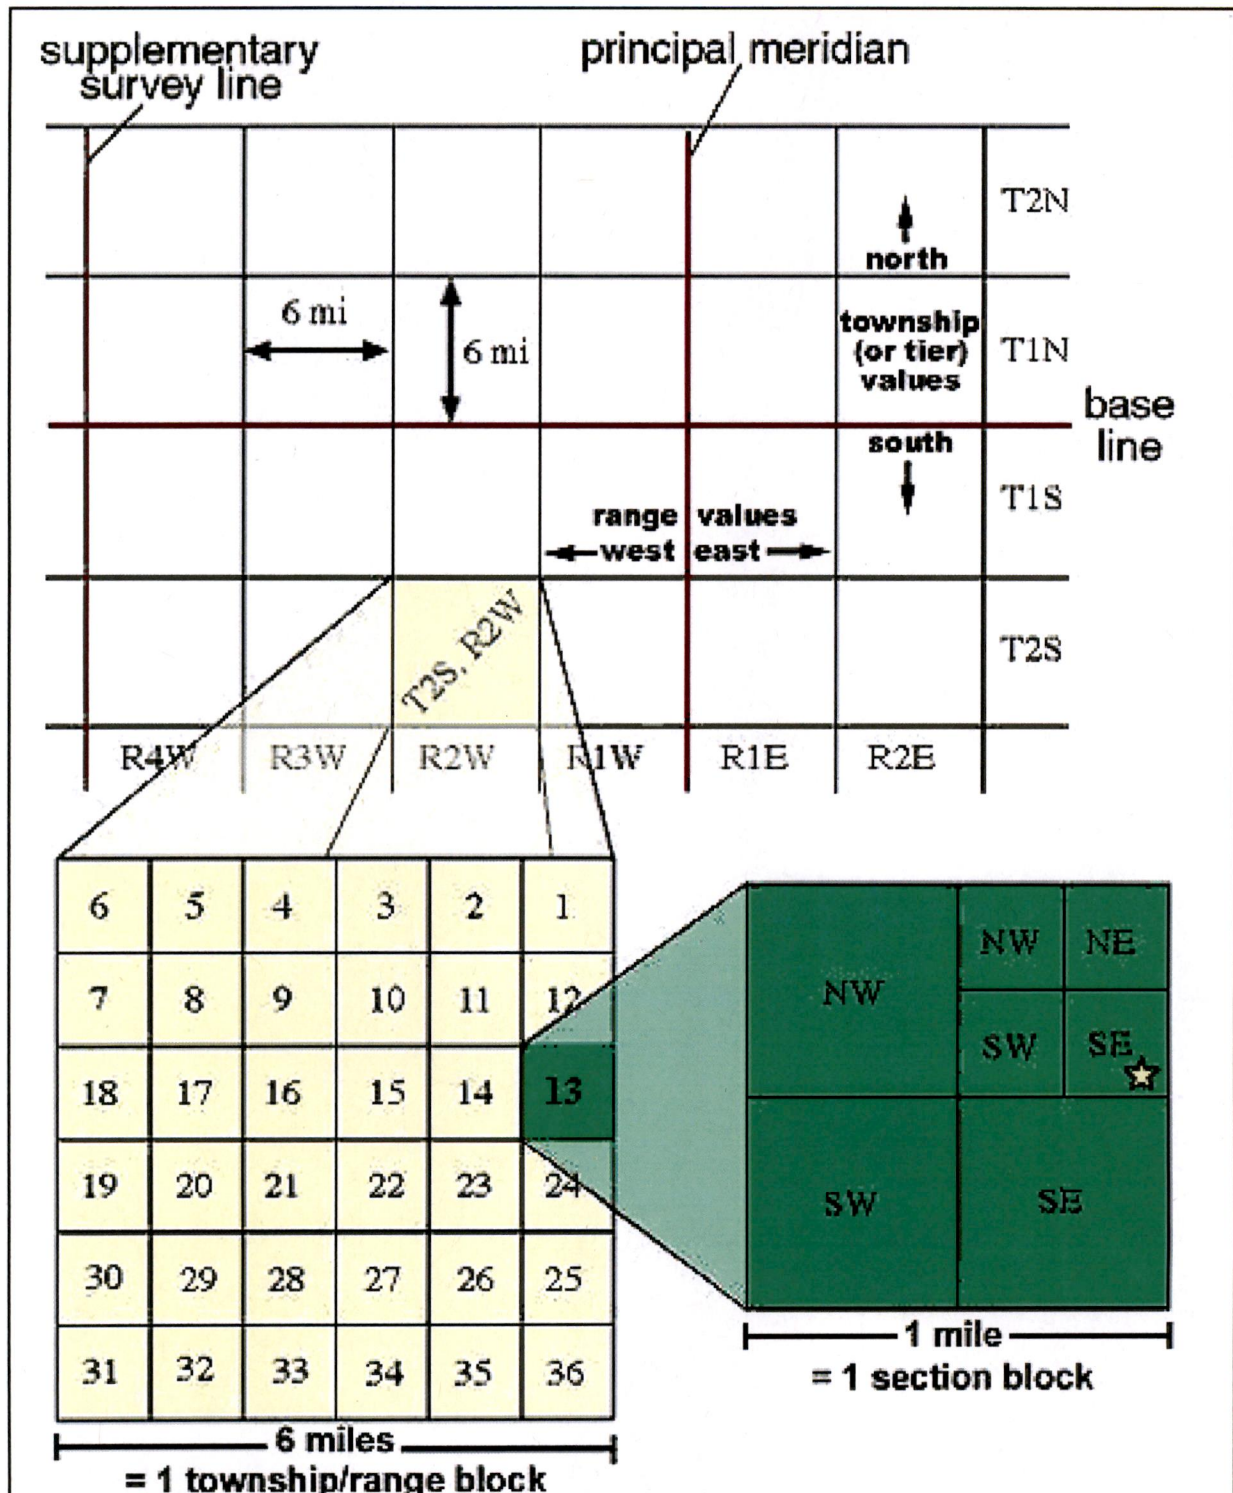 supplementary
survey line
principal meridian
T2N
north
6 mi
6 mi
township
(or tier)
values
T1N
base
line
south
T1S
range values
west east
T2S, R2W
T2S
R4W R3W R2W R1W R1E R2E
6 5 4 3 2 1
7 8 9 10 11 12
18 17 16 15 14 13
19 20 21 22 23 24
30 29 28 27 26 25
31 32 33 34 35 36
6 miles
= 1 township/range block
NW NE
NW
SW SE
SW SE
1 mile
= 1 section block